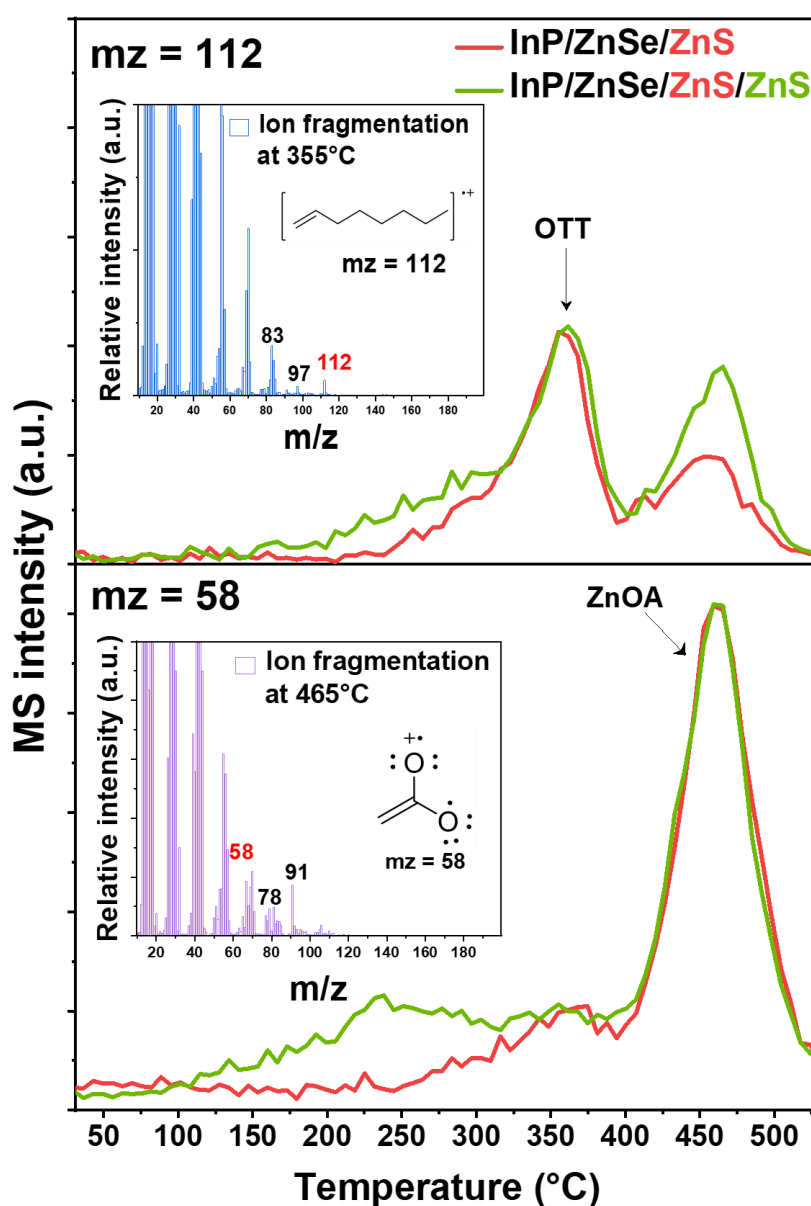 mz = 112
InP/ZnSe/ZnS
InP/ZnSe/ZnS/ZnS
Relative intensity (a.u.)
Ion fragmentation
at 355°C
•+
mz = 112
83
97
112
20 40 60 80 100 120 140 160 180
m/z
OTT
MS intensity (a.u.)
mz = 58
ZnOA
Relative intensity (a.u.)
Ion fragmentation
at 465°C
+•
O
O
mz = 58
58
78
91
20 40 60 80 100 120 140 160 180
m/z
50 100 150 200 250 300 350 400 450 500
Temperature (°C)